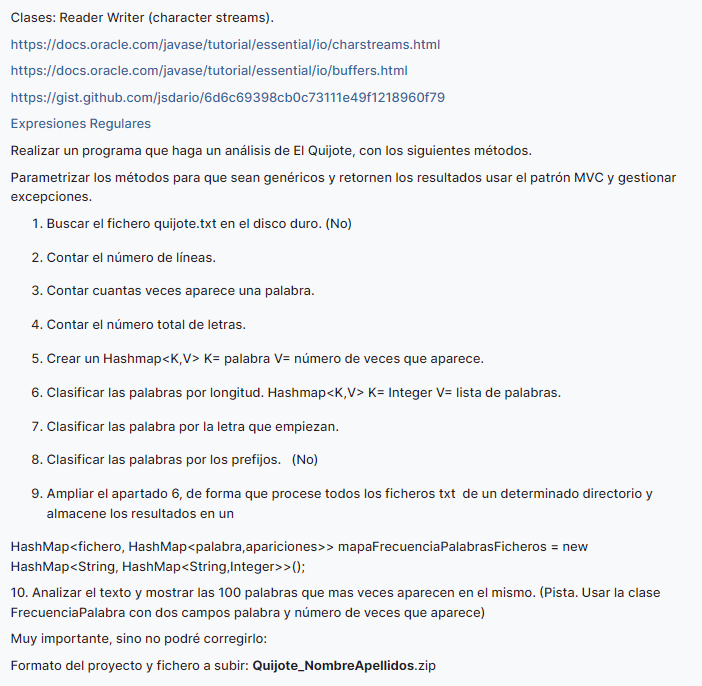 Clases: Reader Writer (character streams).
https://docs.oracle.com/javase/tutorial/essential/io/charstreams.html
https://docs.oracle.com/javase/tutorial/essential/io/buffers.html
https://gist.github.com/jsdario/6d6c69398cb0c73111e49f1218960f79
Expresiones Regulares
Realizar un programa que haga un análisis de El Quijote, con los siguientes métodos.
Parametrizar los métodos para que sean genéricos y retornen los resultados usar el patrón MVC y gestionar
excepciones.
1. Buscar el fichero quijote.txt en el disco duro. (No)
2. Contar el número de líneas.
3. Contar cuantas veces aparece una palabra.
4. Contar el número total de letras.
5. Crear un Hashmap<K,V> K= palabra V= número de veces que aparece.
6. Clasificar las palabras por longitud. Hashmap<K,V> K= Integer V= lista de palabras.
7. Clasificar las palabra por la letra que empiezan.
8. Clasificar las palabras por los prefijos. (No)
9. Ampliar el apartado 6, de forma que procese todos los ficheros txt de un determinado directorio y
almacene los resultados en un
HashMap<fichero, HashMap<palabra,apariciones>> mapaFrecuenciaPalabrasFicheros = new
HashMap<String, HashMap<String,Integer>>();
10. Analizar el texto y mostrar las 100 palabras que mas veces aparecen en el mismo. (Pista. Usar la clase
FrecuenciaPalabra con dos campos palabra y número de veces que aparece)
Muy importante, sino no podré corregirlo:
Formato del proyecto y fichero a subir: Quijote_NombreApellidos.zip